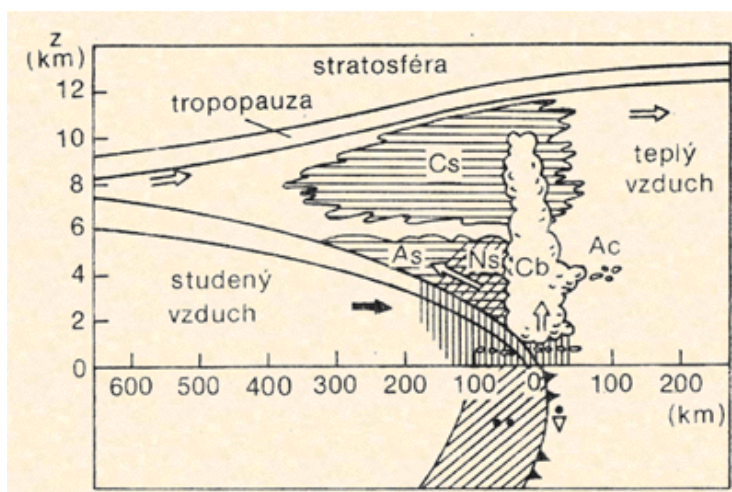 z
(km)
stratosféra
12
tropopauza
10
teplý
vzduch
Cs
8
6
As
Ns
Cb
Ac
4
studený
vzduch
2
0
600 500 400 300 200 100 0 100 200
(km)